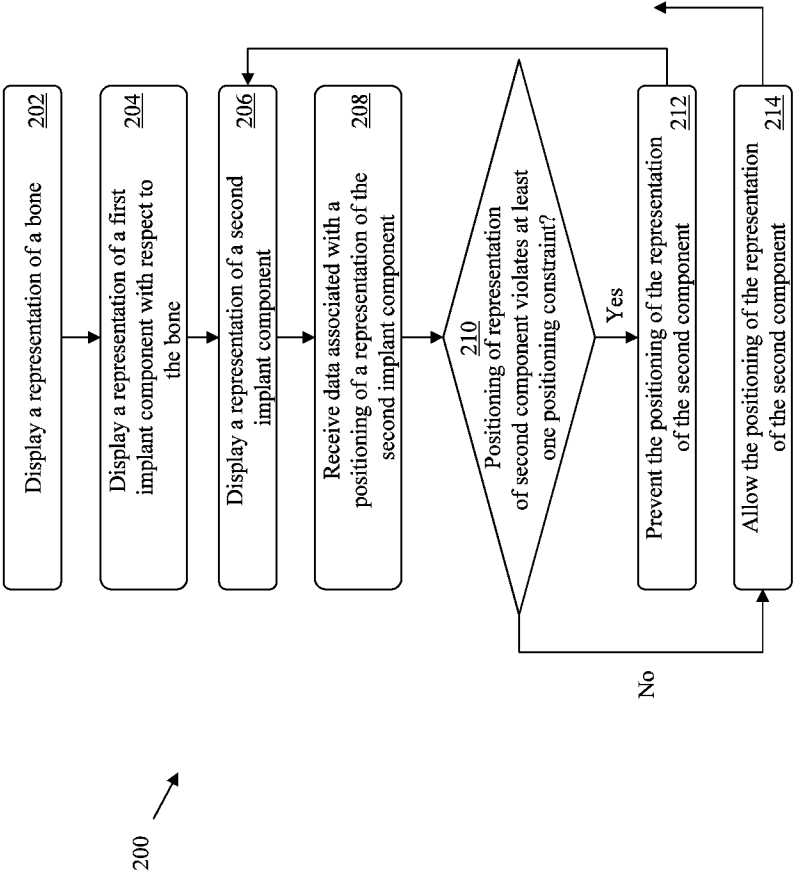 200
Display a representation of a bone
202
Display a representation of a first
implant component with respect to
the bone
204
Display a representation of a second
implant component
206
Receive data associated with a
positioning of a representation of the
second implant component
208
210
Positioning of representation
of second component violates at least
one positioning constraint?
Yes
No
Prevent the positioning of the representation
of the second component
212
Allow the positioning of the representation
of the second component
214